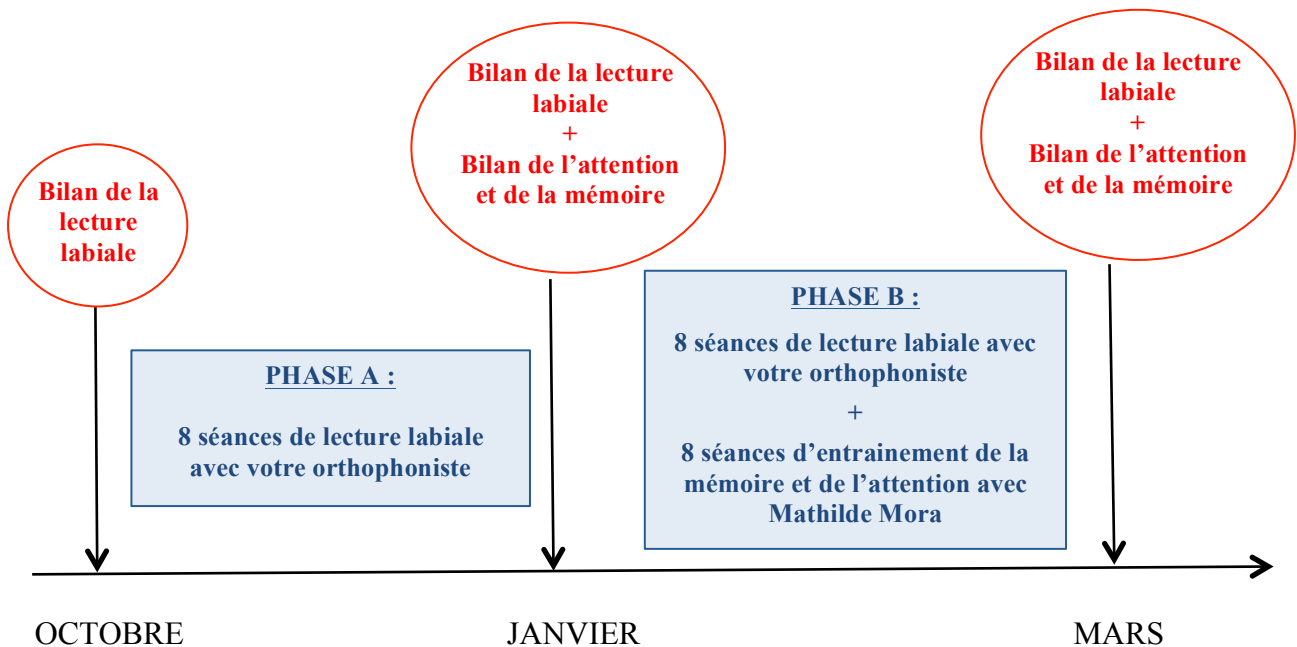 Bilan de la
lecture
labiale
Bilan de la lecture
labiale
+
Bilan de l'attention
et de la mémoire
Bilan de la lecture
labiale
+
Bilan de l'attention
et de la mémoire
PHASE A :
8 séances de lecture labiale
avec votre orthophoniste
PHASE B :
8 séances de lecture labiale avec
votre orthophoniste
+
8 séances d'entrainement de la
mémoire et de l'attention avec
Mathilde Mora
OCTOBRE
JANVIER
MARS